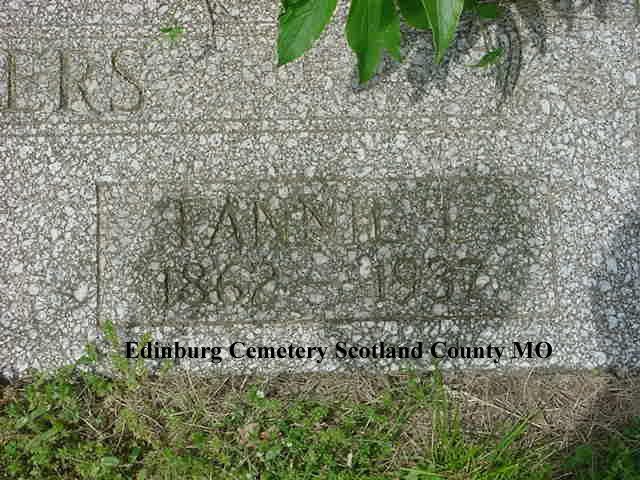 ERS
FANNIE
1862 – 1937
Edinburg Cemetery Scotland County MO